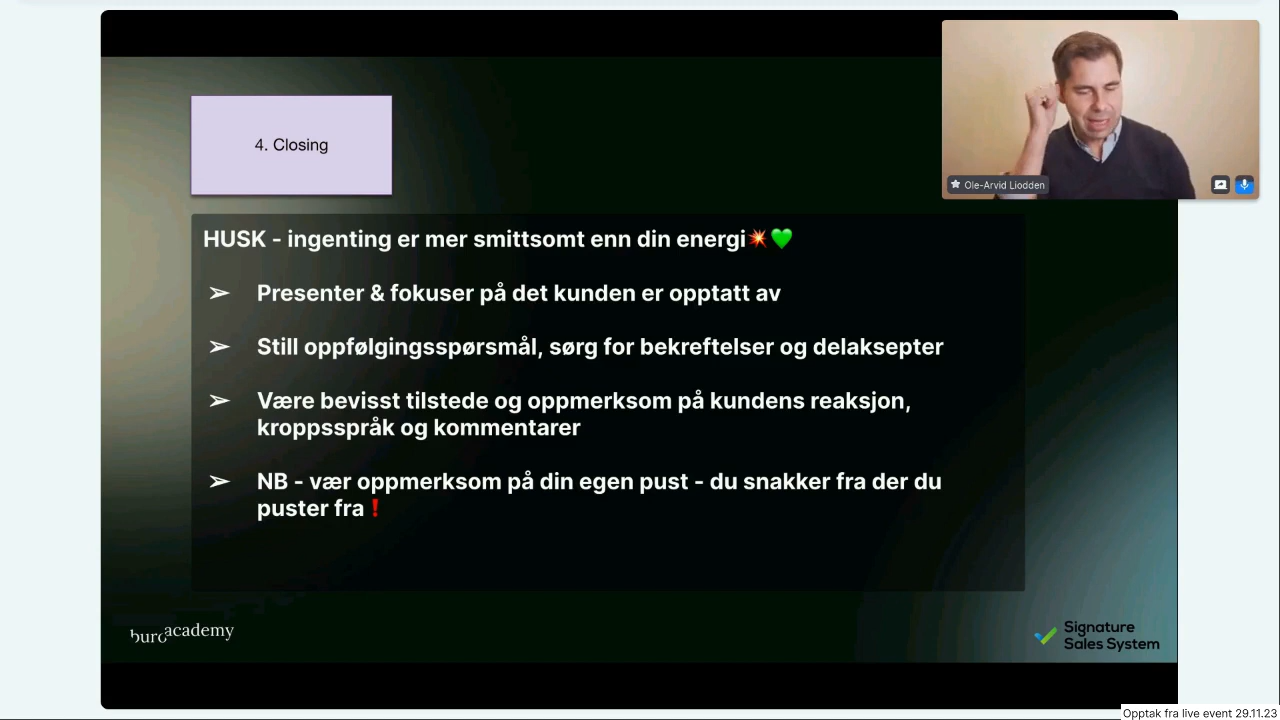 4. Closing
Ole-Arvid Liodden
HUSK - ingenting er mer smittsomt enn din energi💥💚
➢ Presenter & fokuser på det kunden er opptatt av
➢ Still oppfølgingsspørsmål, sørg for bekreftelser og delaksepter
➢ Være bevisst tilstede og oppmerksom på kundens reaksjon,
kroppsspråk og kommentarer
➢ NB - vær oppmerksom på din egen pust - du snakker fra der du
puster fra❗
buro academy
Signature
Sales System
Opptak fra live event 29.11.23